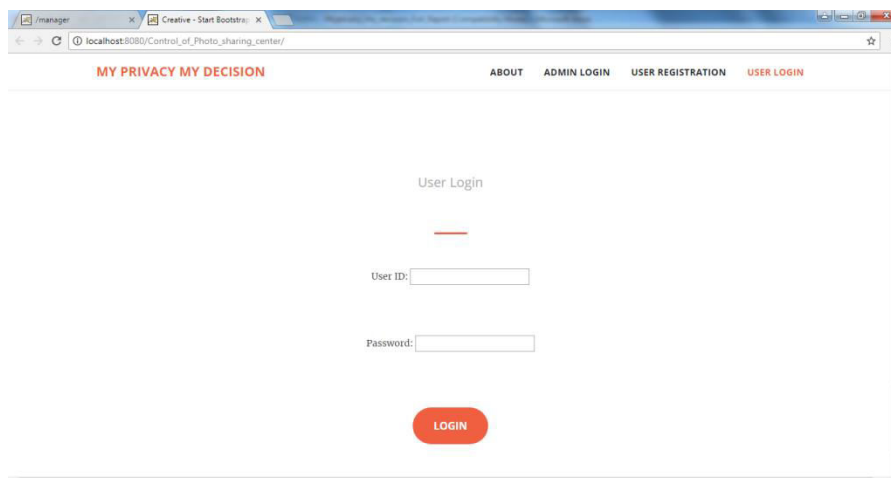 /manager
Creative - Start Bootstrap
localhost:8080/Control_of_Photo_sharing_center/
MY PRIVACY MY DECISION
ABOUT ADMIN LOGIN USER REGISTRATION USER LOGIN
User Login
User ID:
Password:
LOGIN